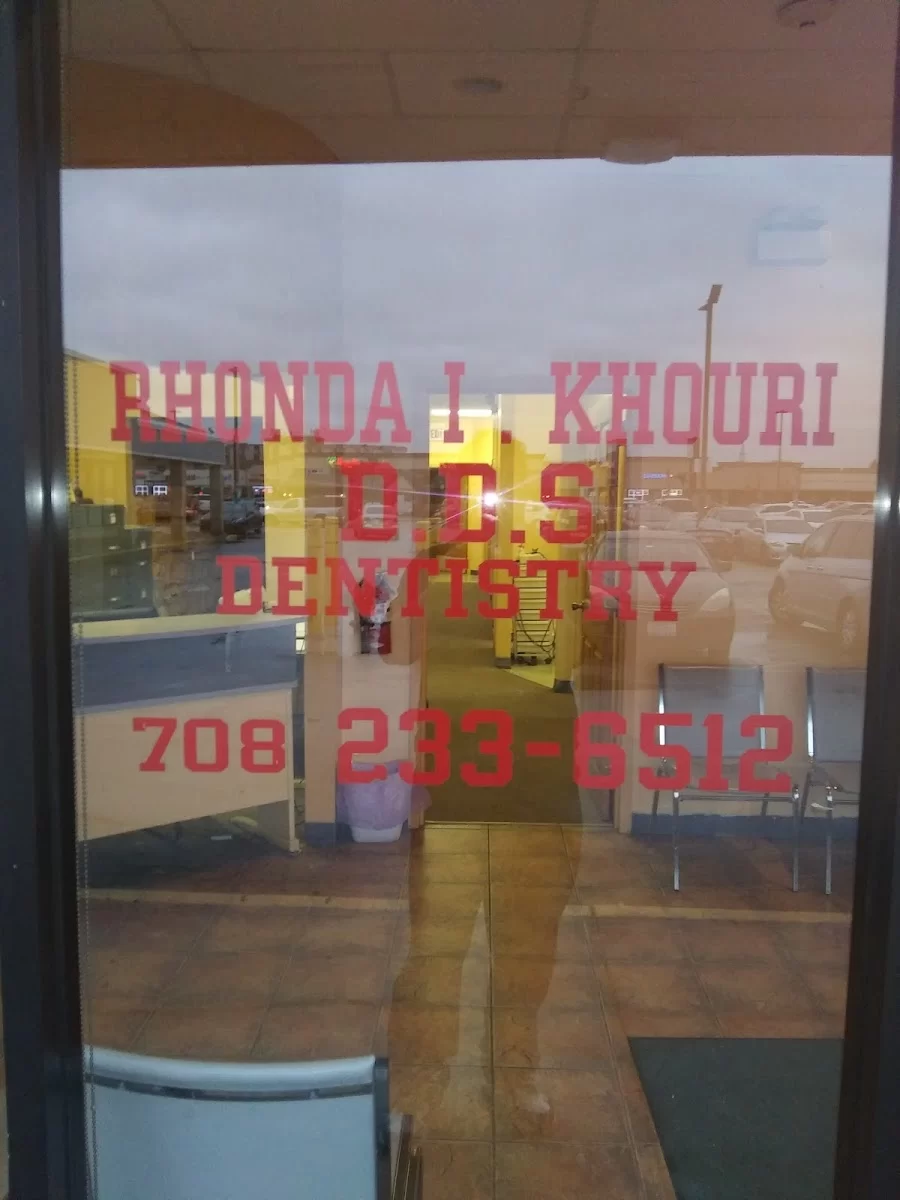 RHONDA I. KHOURI
D.D.S
DENTISTRY
708 233-6512